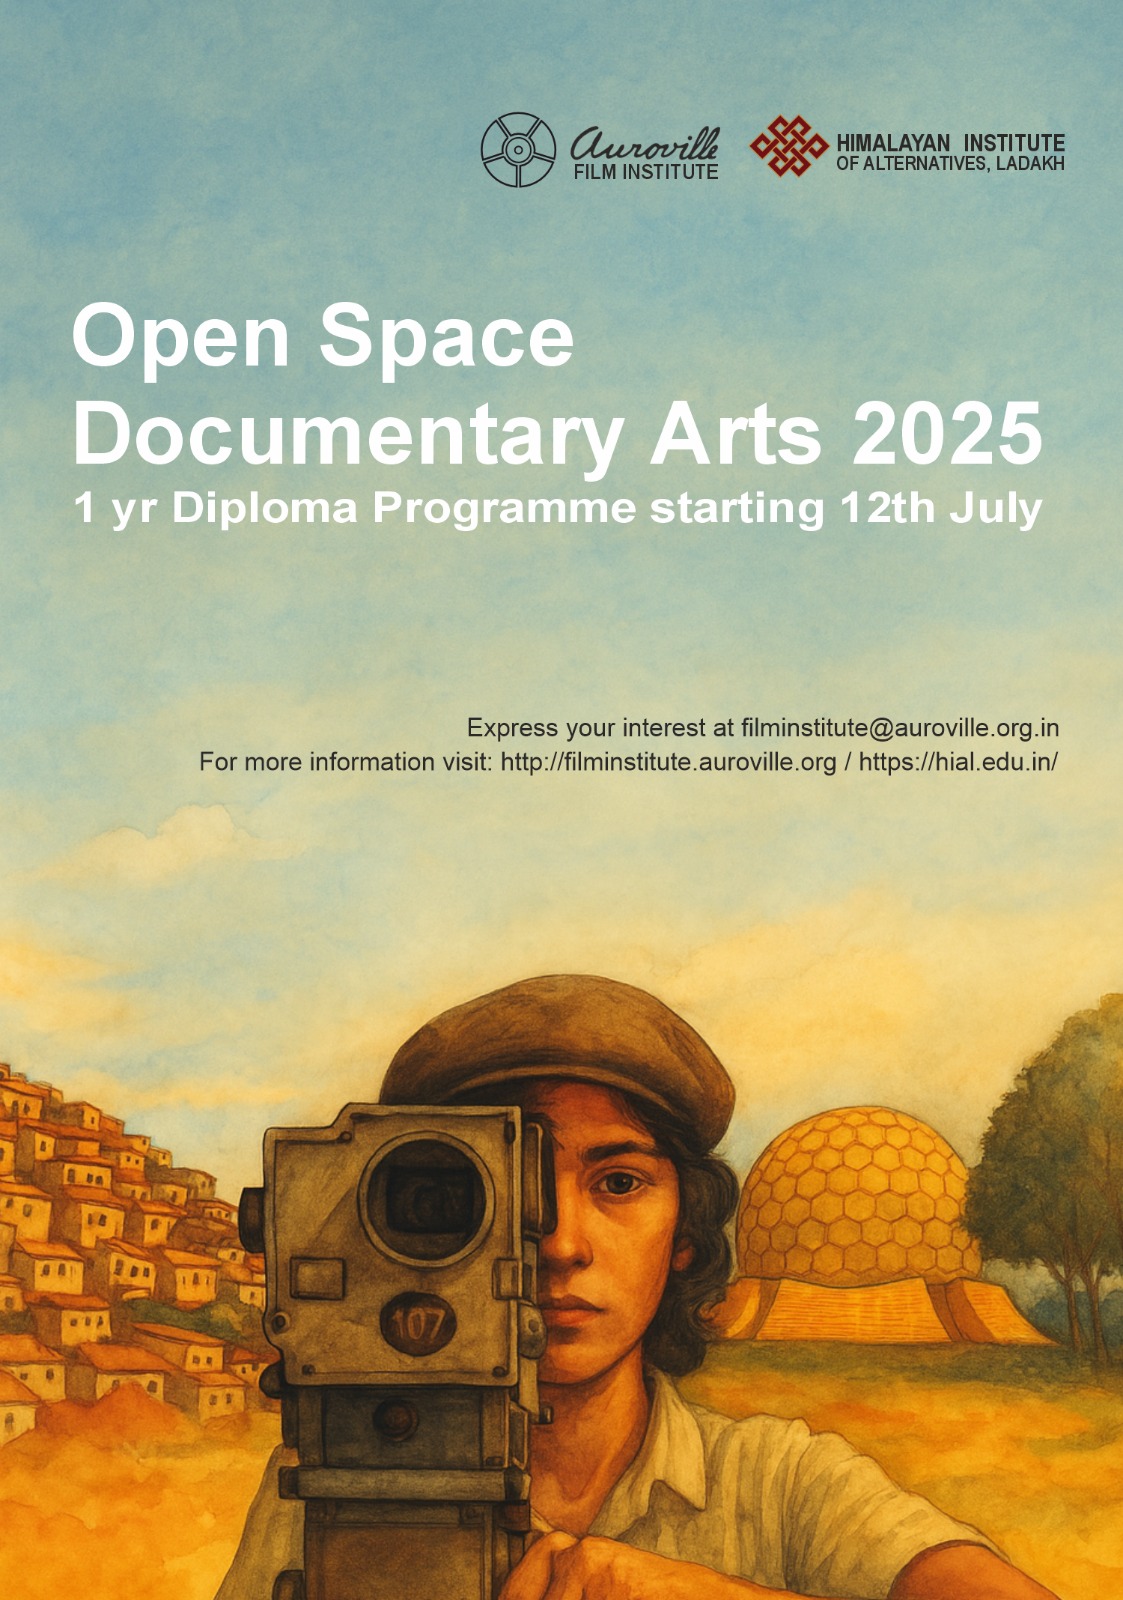 Auroville
FILM INSTITUTE
HIMALAYAN INSTITUTE
OF ALTERNATIVES, LADAKH
Open Space
Documentary Arts 2025
1 yr Diploma Programme starting 12th July
Express your interest at filminstitute@auroville.org.in
For more information visit: http://filminstitute.auroville.org / https://hial.edu.in/
107